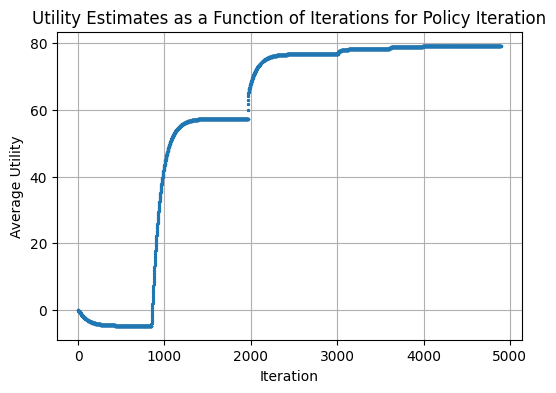 Utility Estimates as a Function of Iterations for Policy Iteration
80
60
40
20
0
Average Utility
0 1000 2000 3000 4000 5000
Iteration